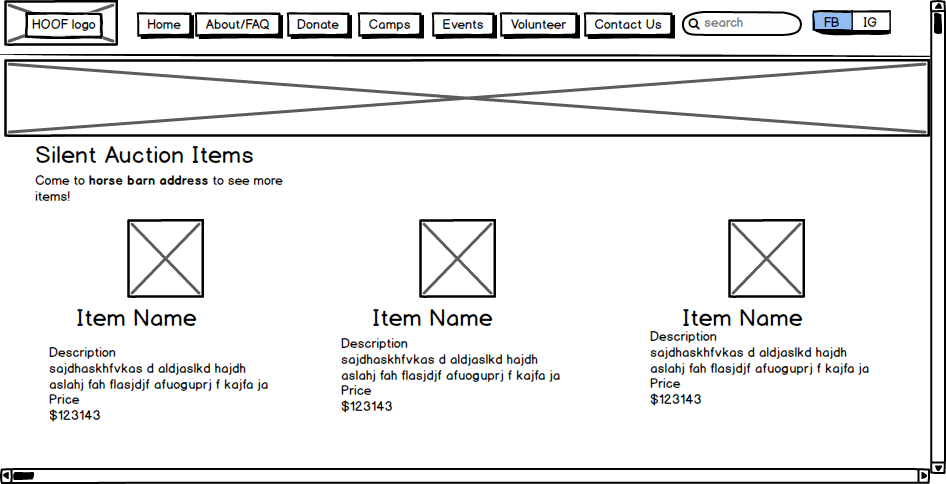 HOOF logo
Home
About/FAQ
Donate
Camps
Events
Volunteer
Contact Us
search
FB
IG
Silent Auction Items
Come to horse barn address to see more
items!
Item Name
Description
sajdhaskhfvkas d aldjaslkd hajdh
aslahj fah flasjdjf afuoguprj f kajfa ja
Price
$123143
Item Name
Description
sajdhaskhfvkas d aldjaslkd hajdh
aslahj fah flasjdjf afuoguprj f kajfa ja
Price
$123143
Item Name
Description
sajdhaskhfvkas d aldjaslkd hajdh
aslahj fah flasjdjf afuoguprj f kajfa ja
Price
$123143